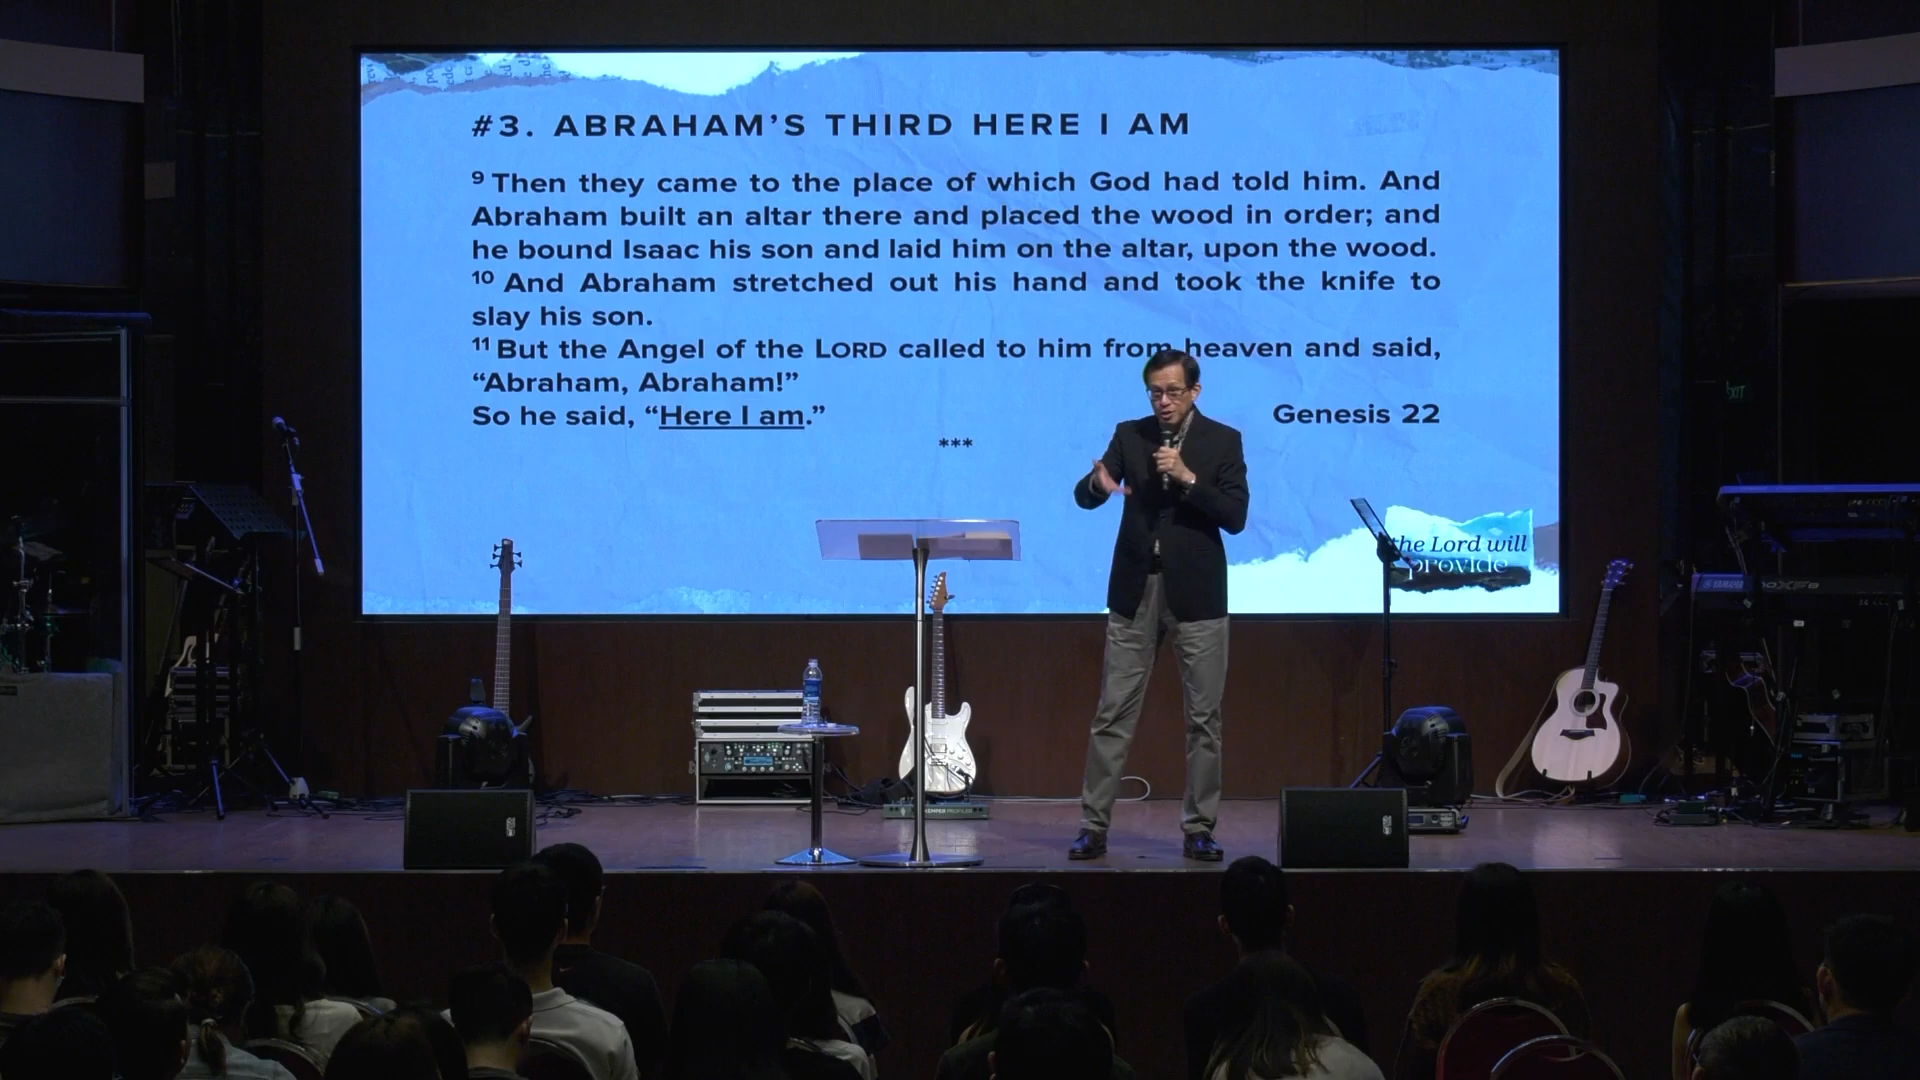 #3. ABRAHAM'S THIRD HERE I AM
9 Then they came to the place of which God had told him. And
Abraham built an altar there and placed the wood in order; and
he bound Isaac his son and laid him on the altar, upon the wood.
10 And Abraham stretched out his hand and took the knife to
slay his son.
11 But the Angel of the LORD called to him from heaven and said,
“Abraham, Abraham!”
So he said, “Here I am.” Genesis 22
***
the Lord will
provide
EXIT
YAMAHA
KEMPER PROFILER